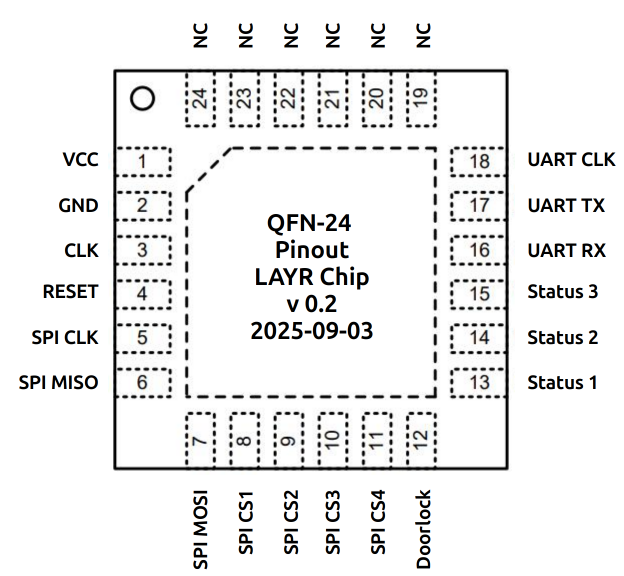 NC NC NC NC NC NC
24 23 22 21 20 19
VCC 1
GND 2
CLK 3
RESET 4
SPI CLK 5
SPI MISO 6
QFN-24
Pinout
LAYR Chip
v 0.2
2025-09-03
18 UART CLK
17 UART TX
16 UART RX
15 Status 3
14 Status 2
13 Status 1
7 8 9 10 11 12
SPI MOSI
SPI CS1
SPI CS2
SPI CS3
SPI CS4
Doorlock